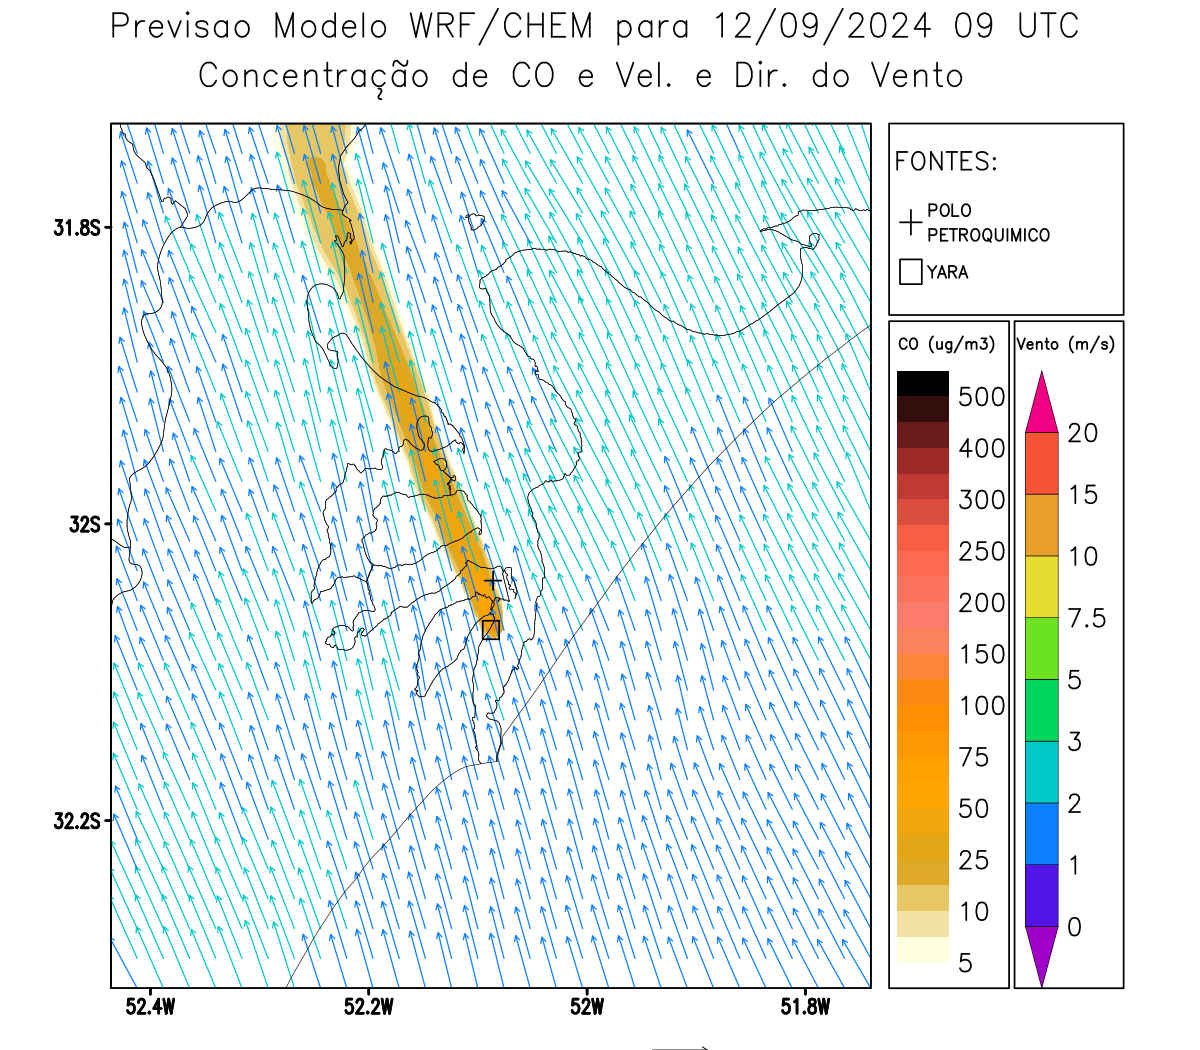 Previsao Modelo WRF/CHEM para 12/09/2024 09 UTC
Concentração de CO e Vel. e Dir. do Vento
FONTES:
POLO
PETROQUIMICO
YARA
CO (ug/m3)
500
400
300
250
200
150
100
75
50
25
10
5
Vento (m/s)
20
15
10
7.5
5
3
2
1
0
31.8S
32S
32.2S
52.4W
52.2W
52W
51.8W